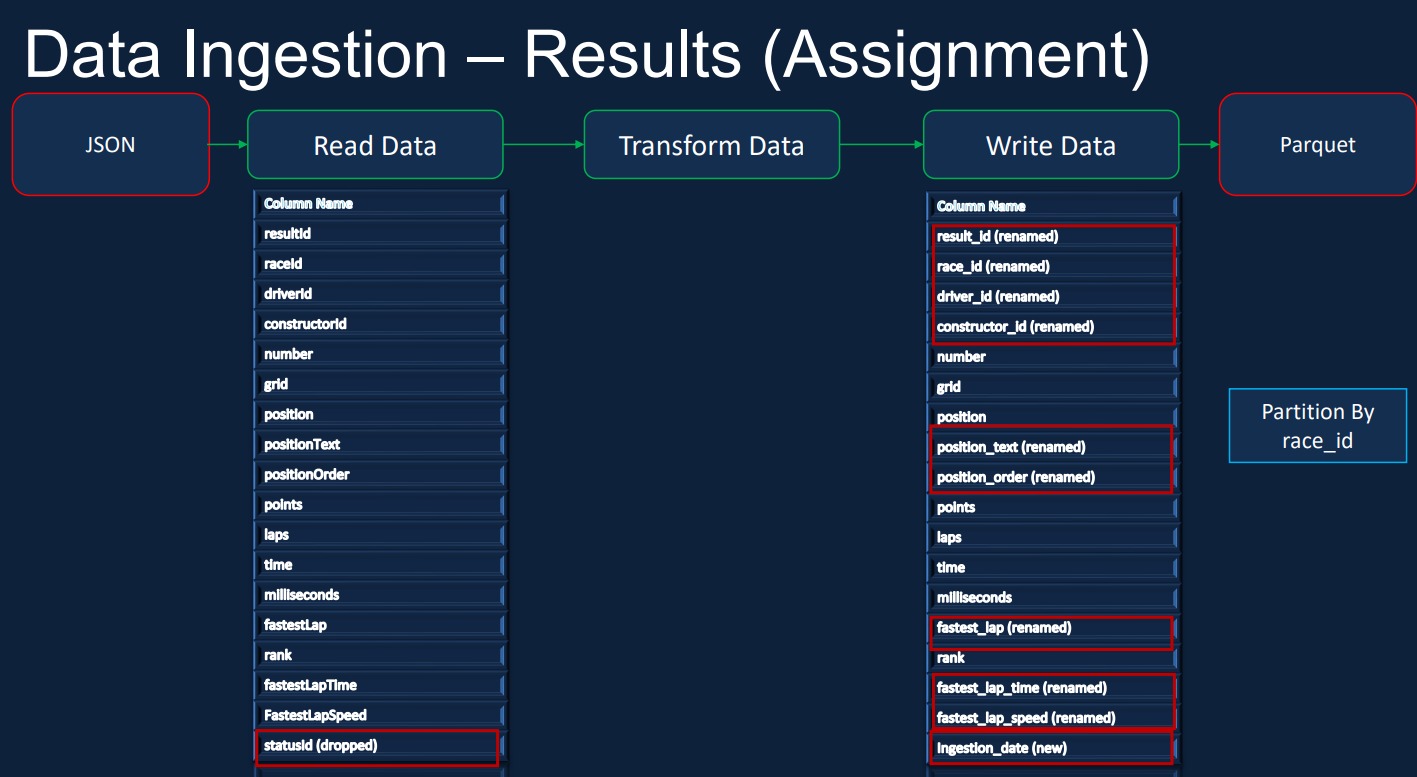 Data Ingestion – Results (Assignment)
JSON
Read Data
Transform Data
Write Data
Parquet
Column Name
resultId
raceId
driverId
constructorId
number
grid
position
positionText
positionOrder
points
laps
time
milliseconds
fastestLap
rank
fastestLapTime
FastestLapSpeed
statusId (dropped)
Column Name
result_id (renamed)
race_id (renamed)
driver_id (renamed)
constructor_id (renamed)
number
grid
position
position_text (renamed)
position_order (renamed)
points
laps
time
milliseconds
fastest_lap (renamed)
rank
fastest_lap_time (renamed)
fastest_lap_speed (renamed)
ingestion_date (new)
Partition By
race_id